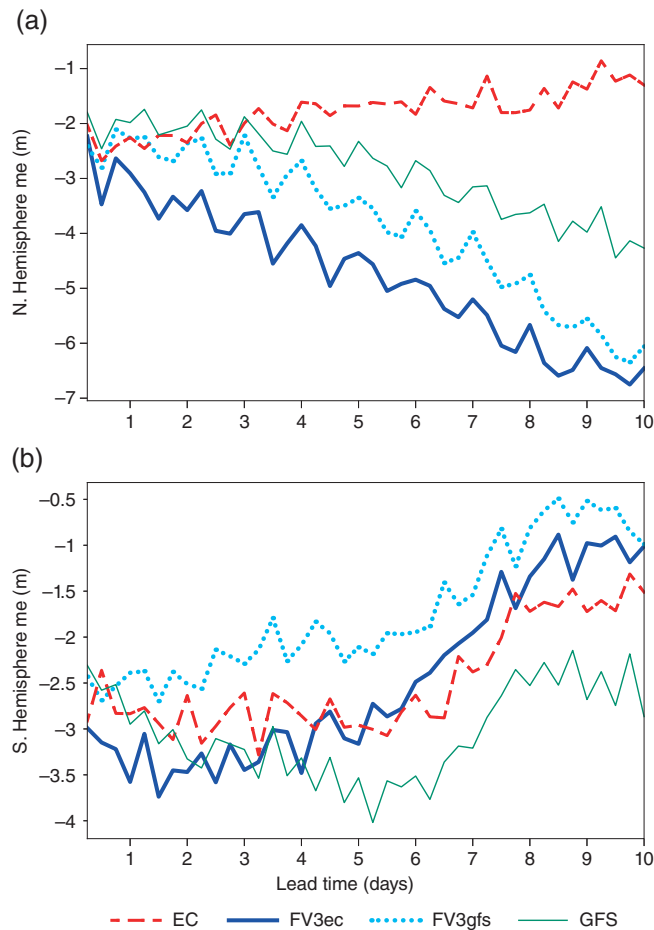 (a)
N. Hemisphere me (m)
−1
−2
−3
−4
−5
−6
−7
1 2 3 4 5 6 7 8 9 10
(b)
S. Hemisphere me (m)
−0.5
−1
−1.5
−2
−2.5
−3
−3.5
−4
1 2 3 4 5 6 7 8 9 10
Lead time (days)
EC FV3ec FV3gfs GFS